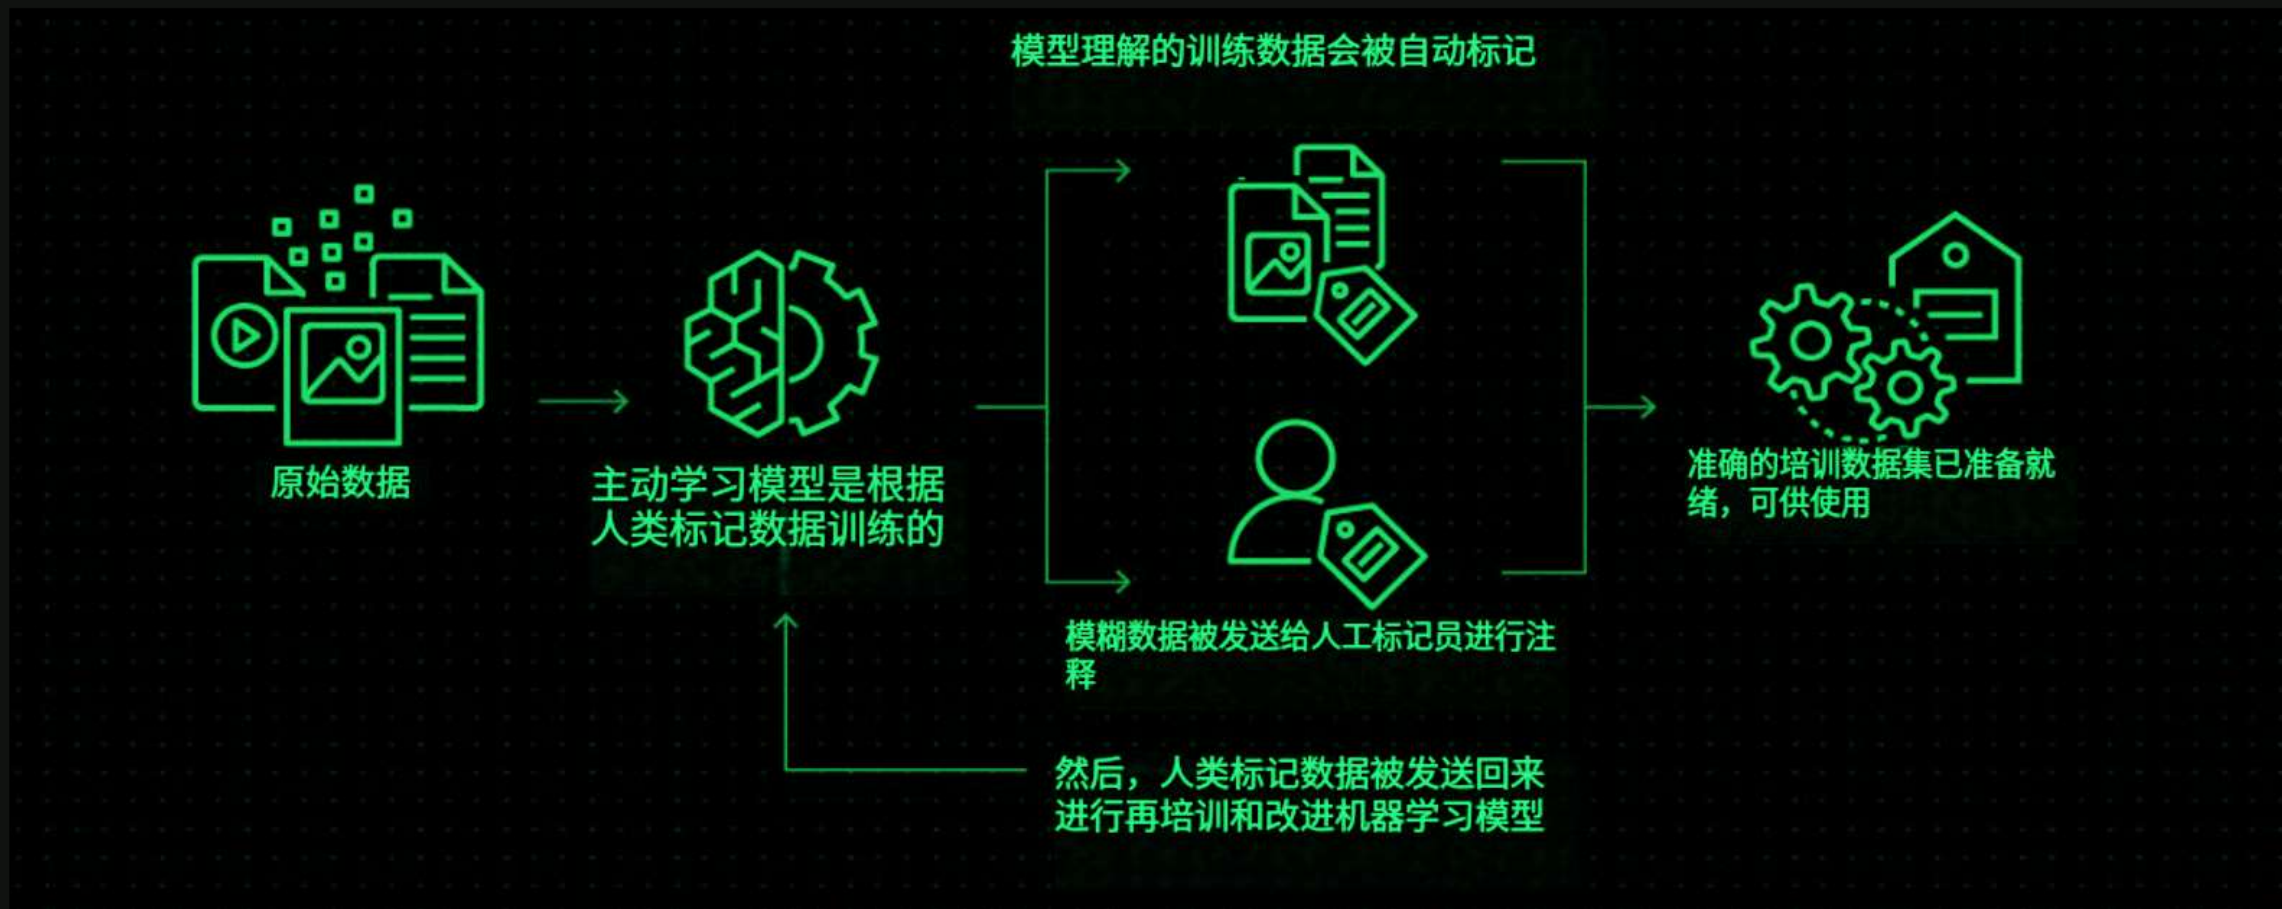 模型理解的训练数据会被自动标记
原始数据
主动学习模型是根据
人类标记数据训练的
准确的培训数据集已准备就
绪，可供使用
模糊数据被发送给人工标记员进行注
释
然后，人类标记数据被发送回来
进行再培训和改进机器学习模型